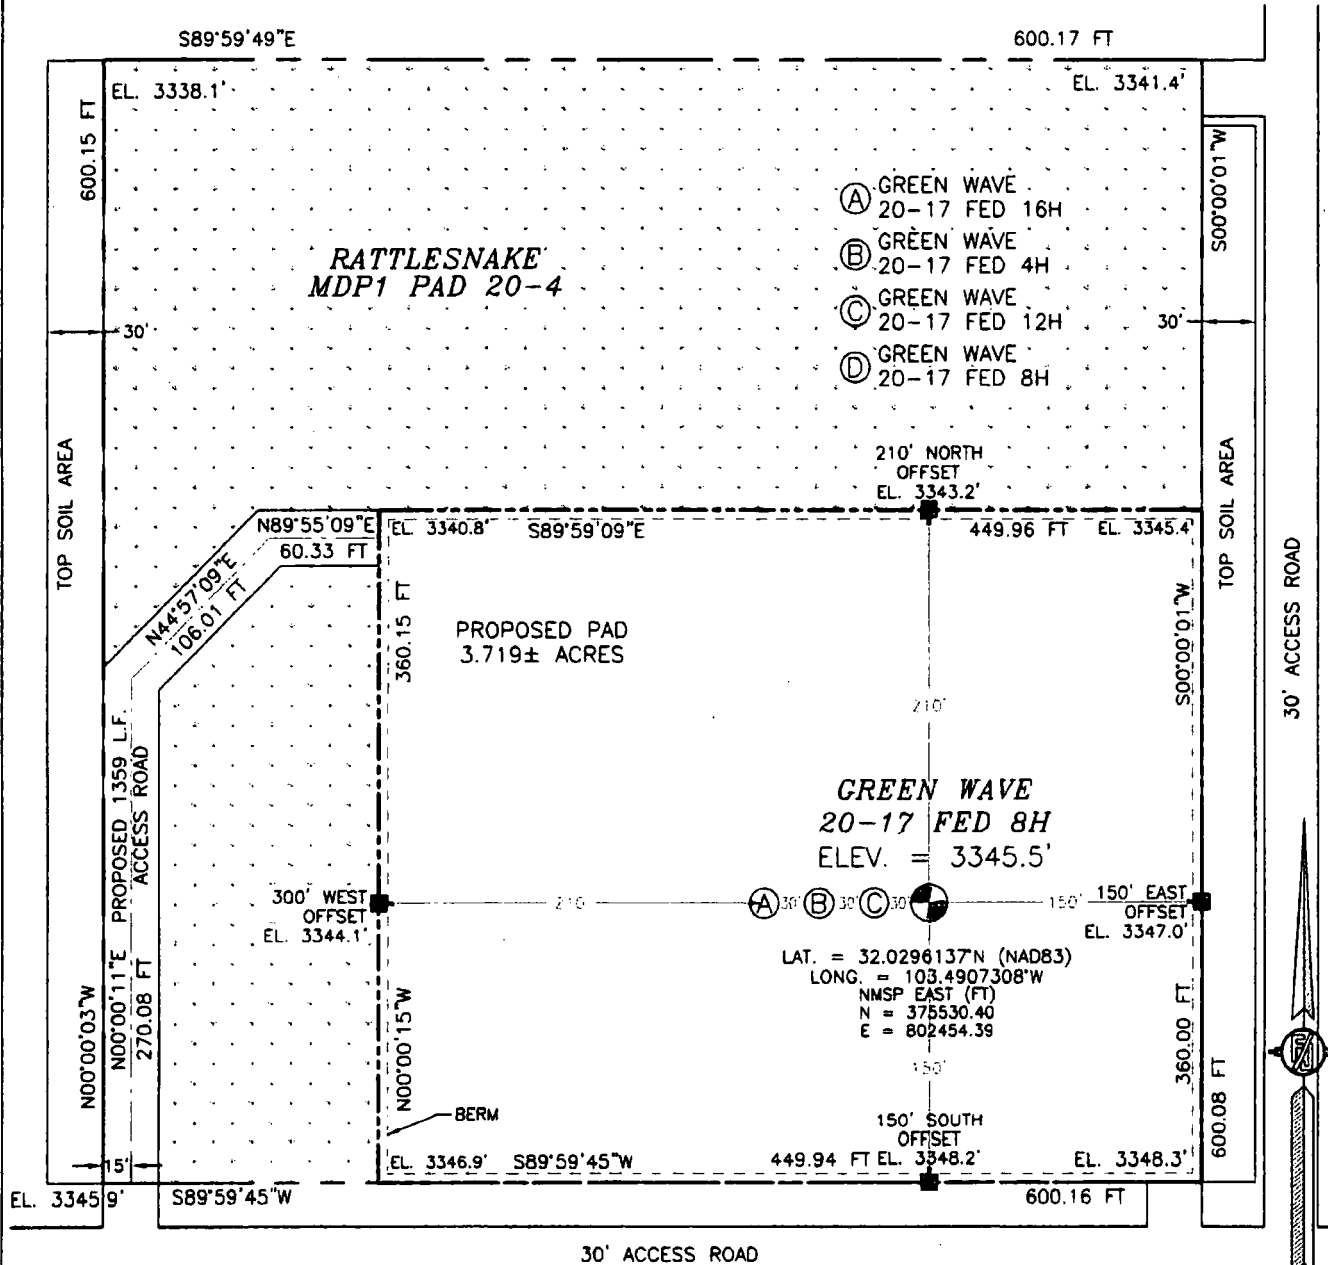 S89°59'49"E
600.17 FT
EL. 3338.1'
EL. 3341.4'
600.15 FT
S00°00'01"W
Ⓐ GREEN WAVE
20-17 FED 16H
Ⓑ GREEN WAVE
20-17 FED 4H
Ⓒ GREEN WAVE
20-17 FED 12H
Ⓓ GREEN WAVE
20-17 FED 8H
RATTLESNAKE
MDP1 PAD 20-4
30'
30'
TOP SOIL AREA
TOP SOIL AREA
30' ACCESS ROAD
210' NORTH
OFFSET
EL. 3343.2'
N89°55'09"E
60.33 FT
EL. 3340.8'
S89°59'09"E
449.96 FT
EL. 3345.4'
N44°57'09"E
106.01 FT
360.15 FT
S00°00'01"W
PROPOSED PAD
3.719± ACRES
210'
PROPOSED 1359 L.F.
ACCESS ROAD
GREEN WAVE
20-17 FED 8H
ELEV. = 3345.5'
300' WEST
OFFSET
EL. 3344.1'
210
Ⓐ 30' Ⓑ 30' Ⓒ 30'
150'
150' EAST
OFFSET
EL. 3347.0'
LAT. = 32.0296137°N (NAD83)
LONG. = 103.4907308°W
NMSP EAST (FT)
N = 375530.40
E = 802454.39
150'
N00°00'03"W
N00°00'11"E
270.08 FT
N00°00'15"W
360.00 FT
600.08 FT
BERM
150' SOUTH
OFFSET
EL. 3348.2'
15'
EL. 3346.9'
S89°59'45"W
449.94 FT
EL. 3348.3'
EL. 3345.9'
S89°59'45"W
600.16 FT
30' ACCESS ROAD